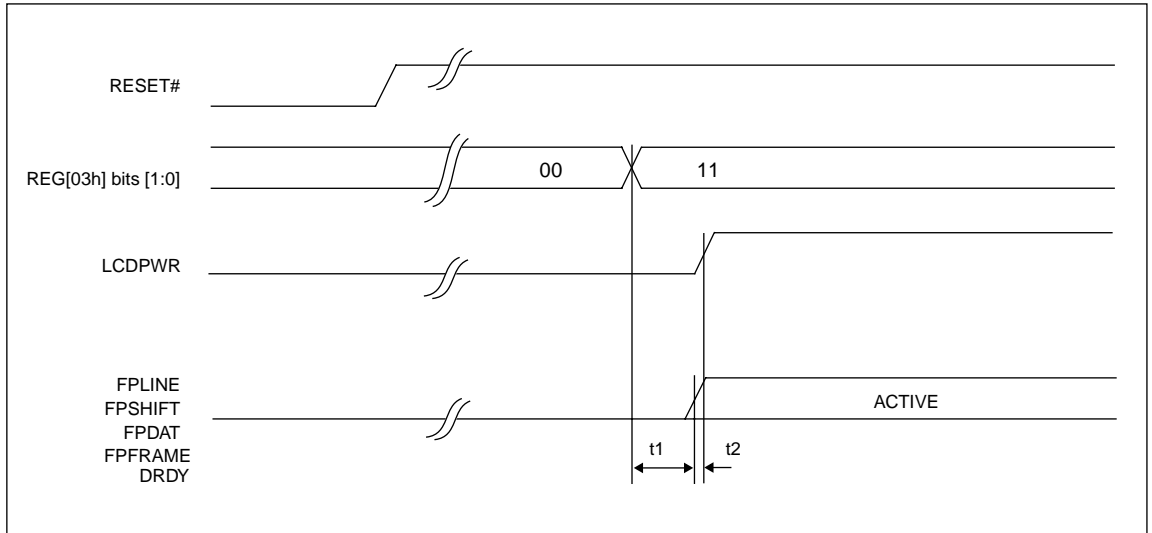 RESET#
REG[03h] bits [1:0]
00
11
LCDPWR
FPLINE
FPSHIFT
FPDAT
FPFRAME
DRDY
ACTIVE
t1
t2